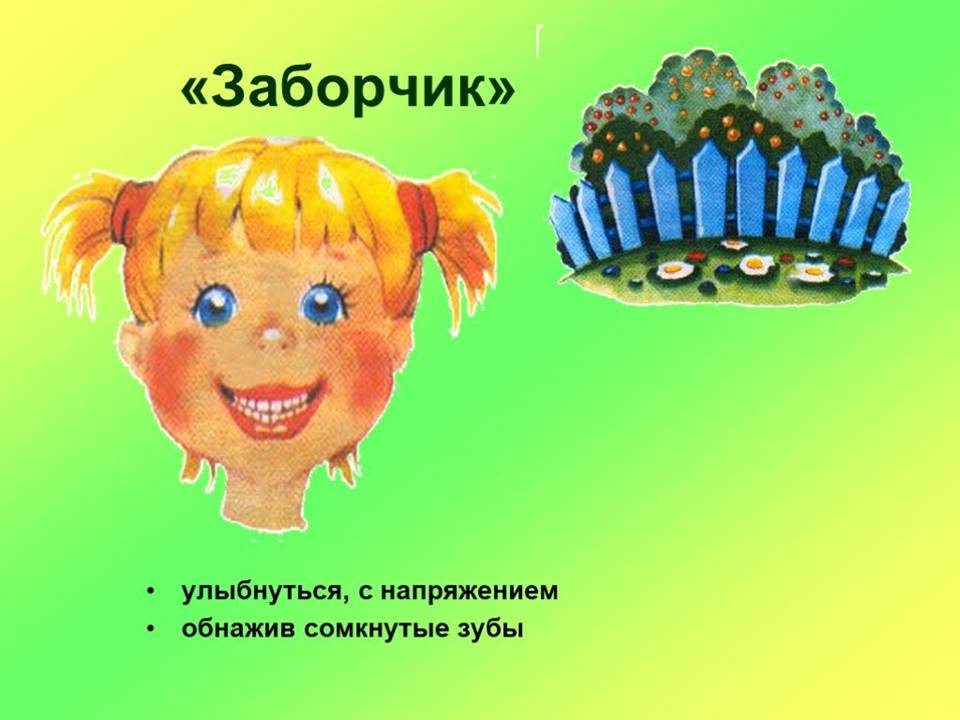 «Заборчик»
• улыбнуться, с напряжением
• обнажив сомкнутые зубы